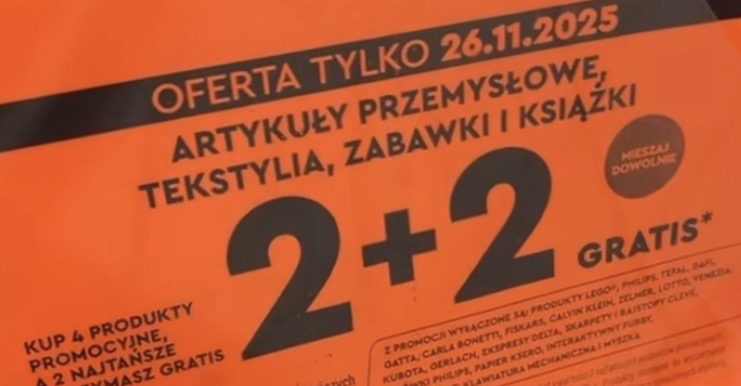 OFERTA TYLKO 26.11.2025
ARTYKUŁY PRZEMYSŁOWE,
TEKSTYLIA, ZABAWKI I KSIĄŻKI
MIESZAJ
DOWOLNIE
2+2 GRATIS*
KUP 4 PRODUKTY
PROMOCYJNE,
A 2 NAJTAŃSZE
GRATIS
Z PROMOCJI WYŁĄCZONE SĄ: PRODUKTY LEGO®, PHILIPS, TEFAL, DAFI,
GATTA, CARLA BONETTI, FISKARS, CALVIN KLEIN, ZELMER, LOTTO, VENEZIA,
KUBOTA, GERLACH, EKSPRESY DELTA, SKARPETY I RAJSTOPY CLEVE,
PHILIPS, PAPIER KSERO, INTERAKTYWNY FURBY,
KLAWIATURA MECHANICZNA I MYSZKA